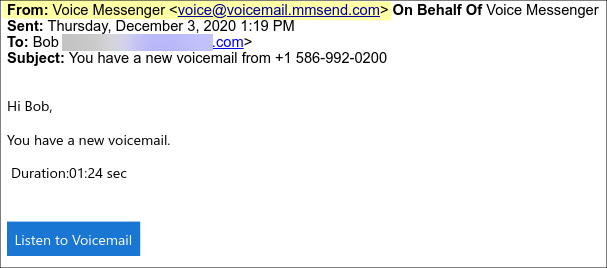 From: Voice Messenger <voice@voicemail.mmsend.com> On Behalf Of Voice Messenger
Sent: Thursday, December 3, 2020 1:19 PM
To: Bob .com>
Subject: You have a new voicemail from +1 586-992-0200
Hi Bob,
You have a new voicemail.
Duration:01:24 sec
Listen to Voicemail